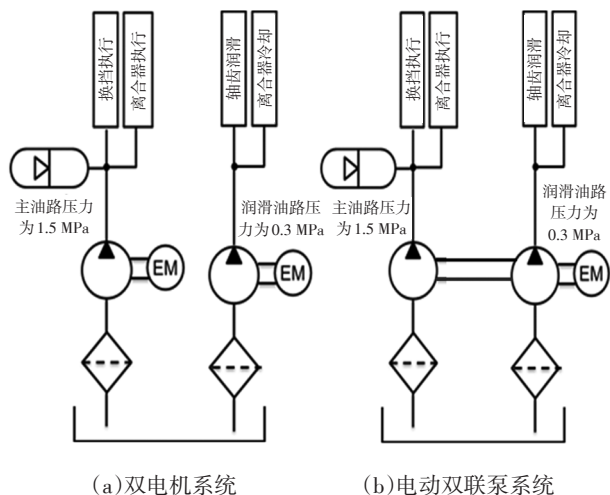 换挡执行
离合器执行
轴齿润滑
离合器冷却
主油路压力
为1.5 MPa
润滑油路压
力为0.3 MPa
EM
EM
(a)双电机系统
换挡执行
离合器执行
轴齿润滑
离合器冷却
主油路压力
为1.5 MPa
润滑油路
压力为
0.3 MPa
EM
(b)电动双联泵系统